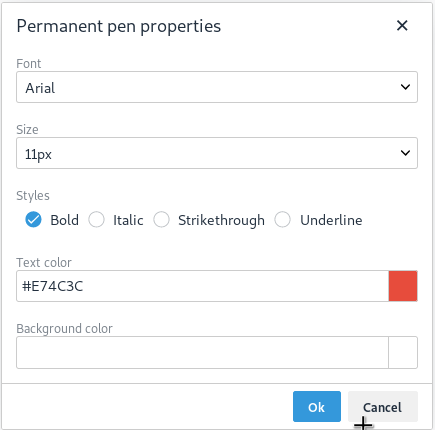 Permanent pen properties
Font
Arial
Size
11px
Styles
Bold Italic Strikethrough Underline
Text color
#E74C3C
Background color
Ok Cancel